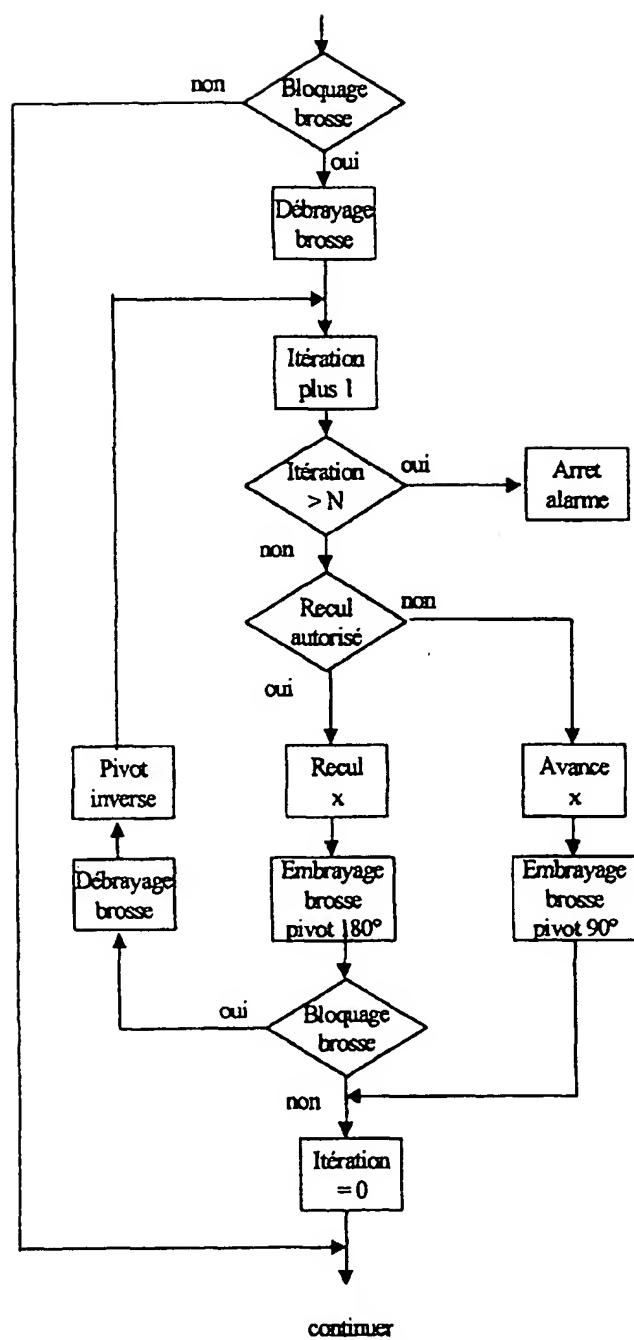 non
Bloquage
brosse
oui
Débrayage
brosse
Itération
plus 1
Itération
> N
oui
Arret
alarme
non
Recul
autorisé
non
oui
Pivot
inverse
Recul
x
Avance
x
Débrayage
brosse
Embrayage
brosse
pivot 180°
Embrayage
brosse
pivot 90°
oui
Bloquage
brosse
non
Itération
= 0
continuer